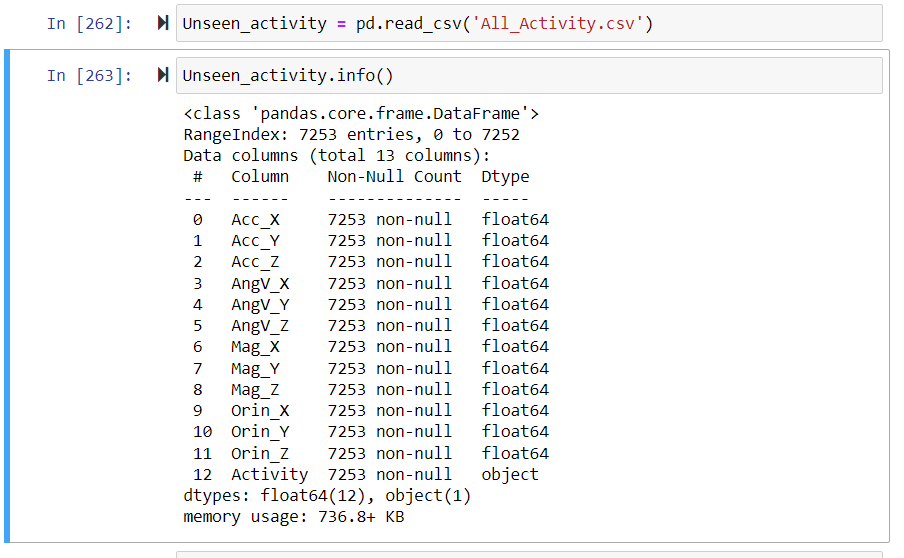 In [262]: Unseen_activity = pd.read_csv('All_Activity.csv')
In [263]: Unseen_activity.info()
<class 'pandas.core.frame.DataFrame'>
RangeIndex: 7253 entries, 0 to 7252
Data columns (total 13 columns):
 #   Column    Non-Null Count  Dtype
---  ------    --------------  -----
 0   Acc_X     7253 non-null   float64
 1   Acc_Y     7253 non-null   float64
 2   Acc_Z     7253 non-null   float64
 3   AngV_X    7253 non-null   float64
 4   AngV_Y    7253 non-null   float64
 5   AngV_Z    7253 non-null   float64
 6   Mag_X     7253 non-null   float64
 7   Mag_Y     7253 non-null   float64
 8   Mag_Z     7253 non-null   float64
 9   Orin_X    7253 non-null   float64
 10  Orin_Y    7253 non-null   float64
 11  Orin_Z    7253 non-null   float64
 12  Activity  7253 non-null   object
dtypes: float64(12), object(1)
memory usage: 736.8+ KB